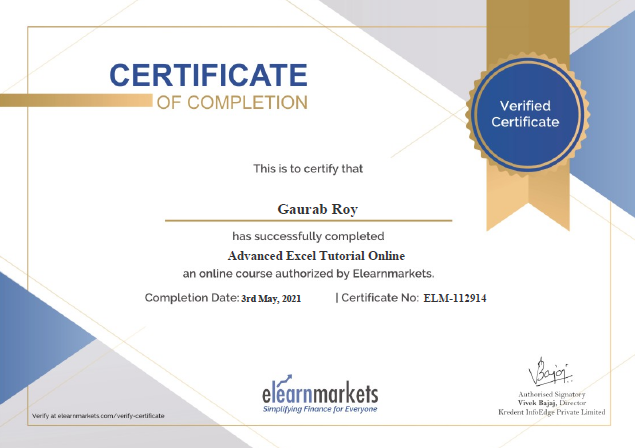 CERTIFICATE
OF COMPLETION
Verified
Certificate
This is to certify that
Gaurab Roy
has successfully completed
Advanced Excel Tutorial Online
an online course authorized by Elearnmarkets.
Completion Date: 3rd May, 2021 | Certificate No: ELM-112914
Bajaj
elearnmarkets
Simplifying Finance for Everyone
Authorised Signatory
Vivek Bajaj, Director
Kredent InfoEdge Private Limited
Verify at elearnmarkets.com/verify-certificate